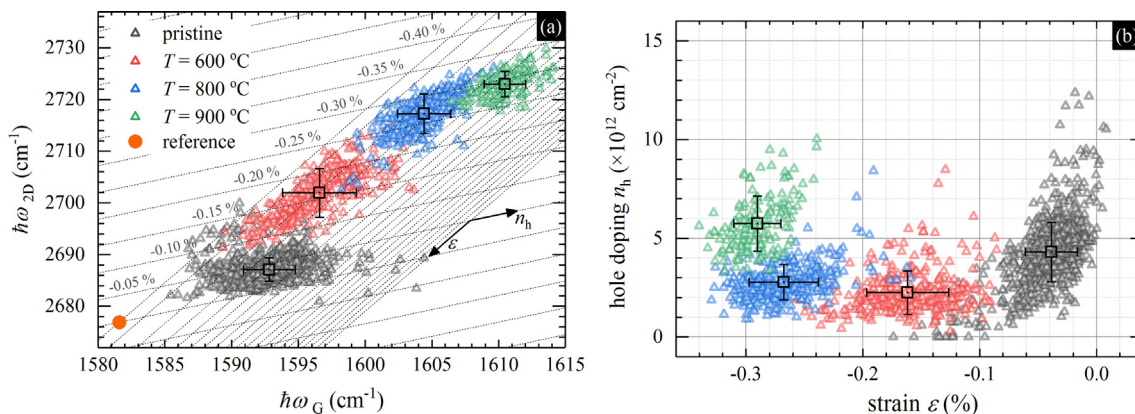 (a)
pristine
T = 600 °C
T = 800 °C
T = 900 °C
reference
-0.40 %
-0.35 %
-0.30 %
-0.25 %
-0.20 %
-0.15 %
-0.10 %
-0.05 %
n_h
ε
2730
2720
2710
2700
2690
2680
ħω_2D (cm⁻¹)
1580 1585 1590 1595 1600 1605 1610 1615
ħω_G (cm⁻¹)
(b)
15
10
5
0
hole doping n_h (×10¹² cm⁻²)
-0.3 -0.2 -0.1 0.0
strain ε (%)